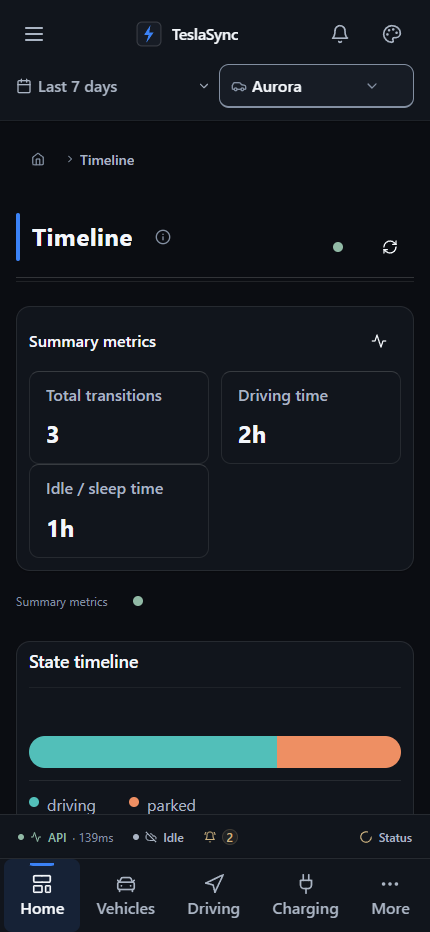 TeslaSync
Last 7 days
Aurora
Timeline
Timeline
Summary metrics
Total transitions
Driving time
3
2h
Idle / sleep time
1h
Summary metrics
State timeline
driving
parked
API · 139ms
Idle
2
Status
Home
Vehicles
Driving
Charging
More